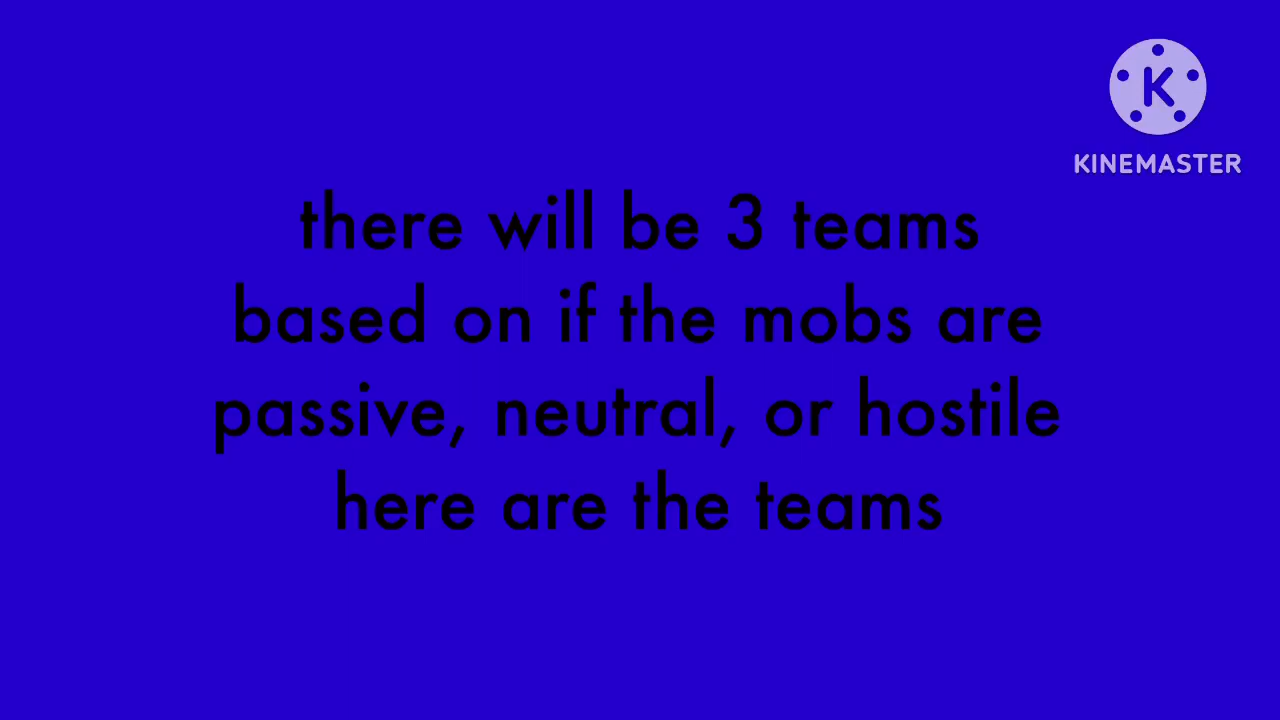 K
KINEMASTER
there will be 3 teams
based on if the mobs are
passive, neutral, or hostile
here are the teams